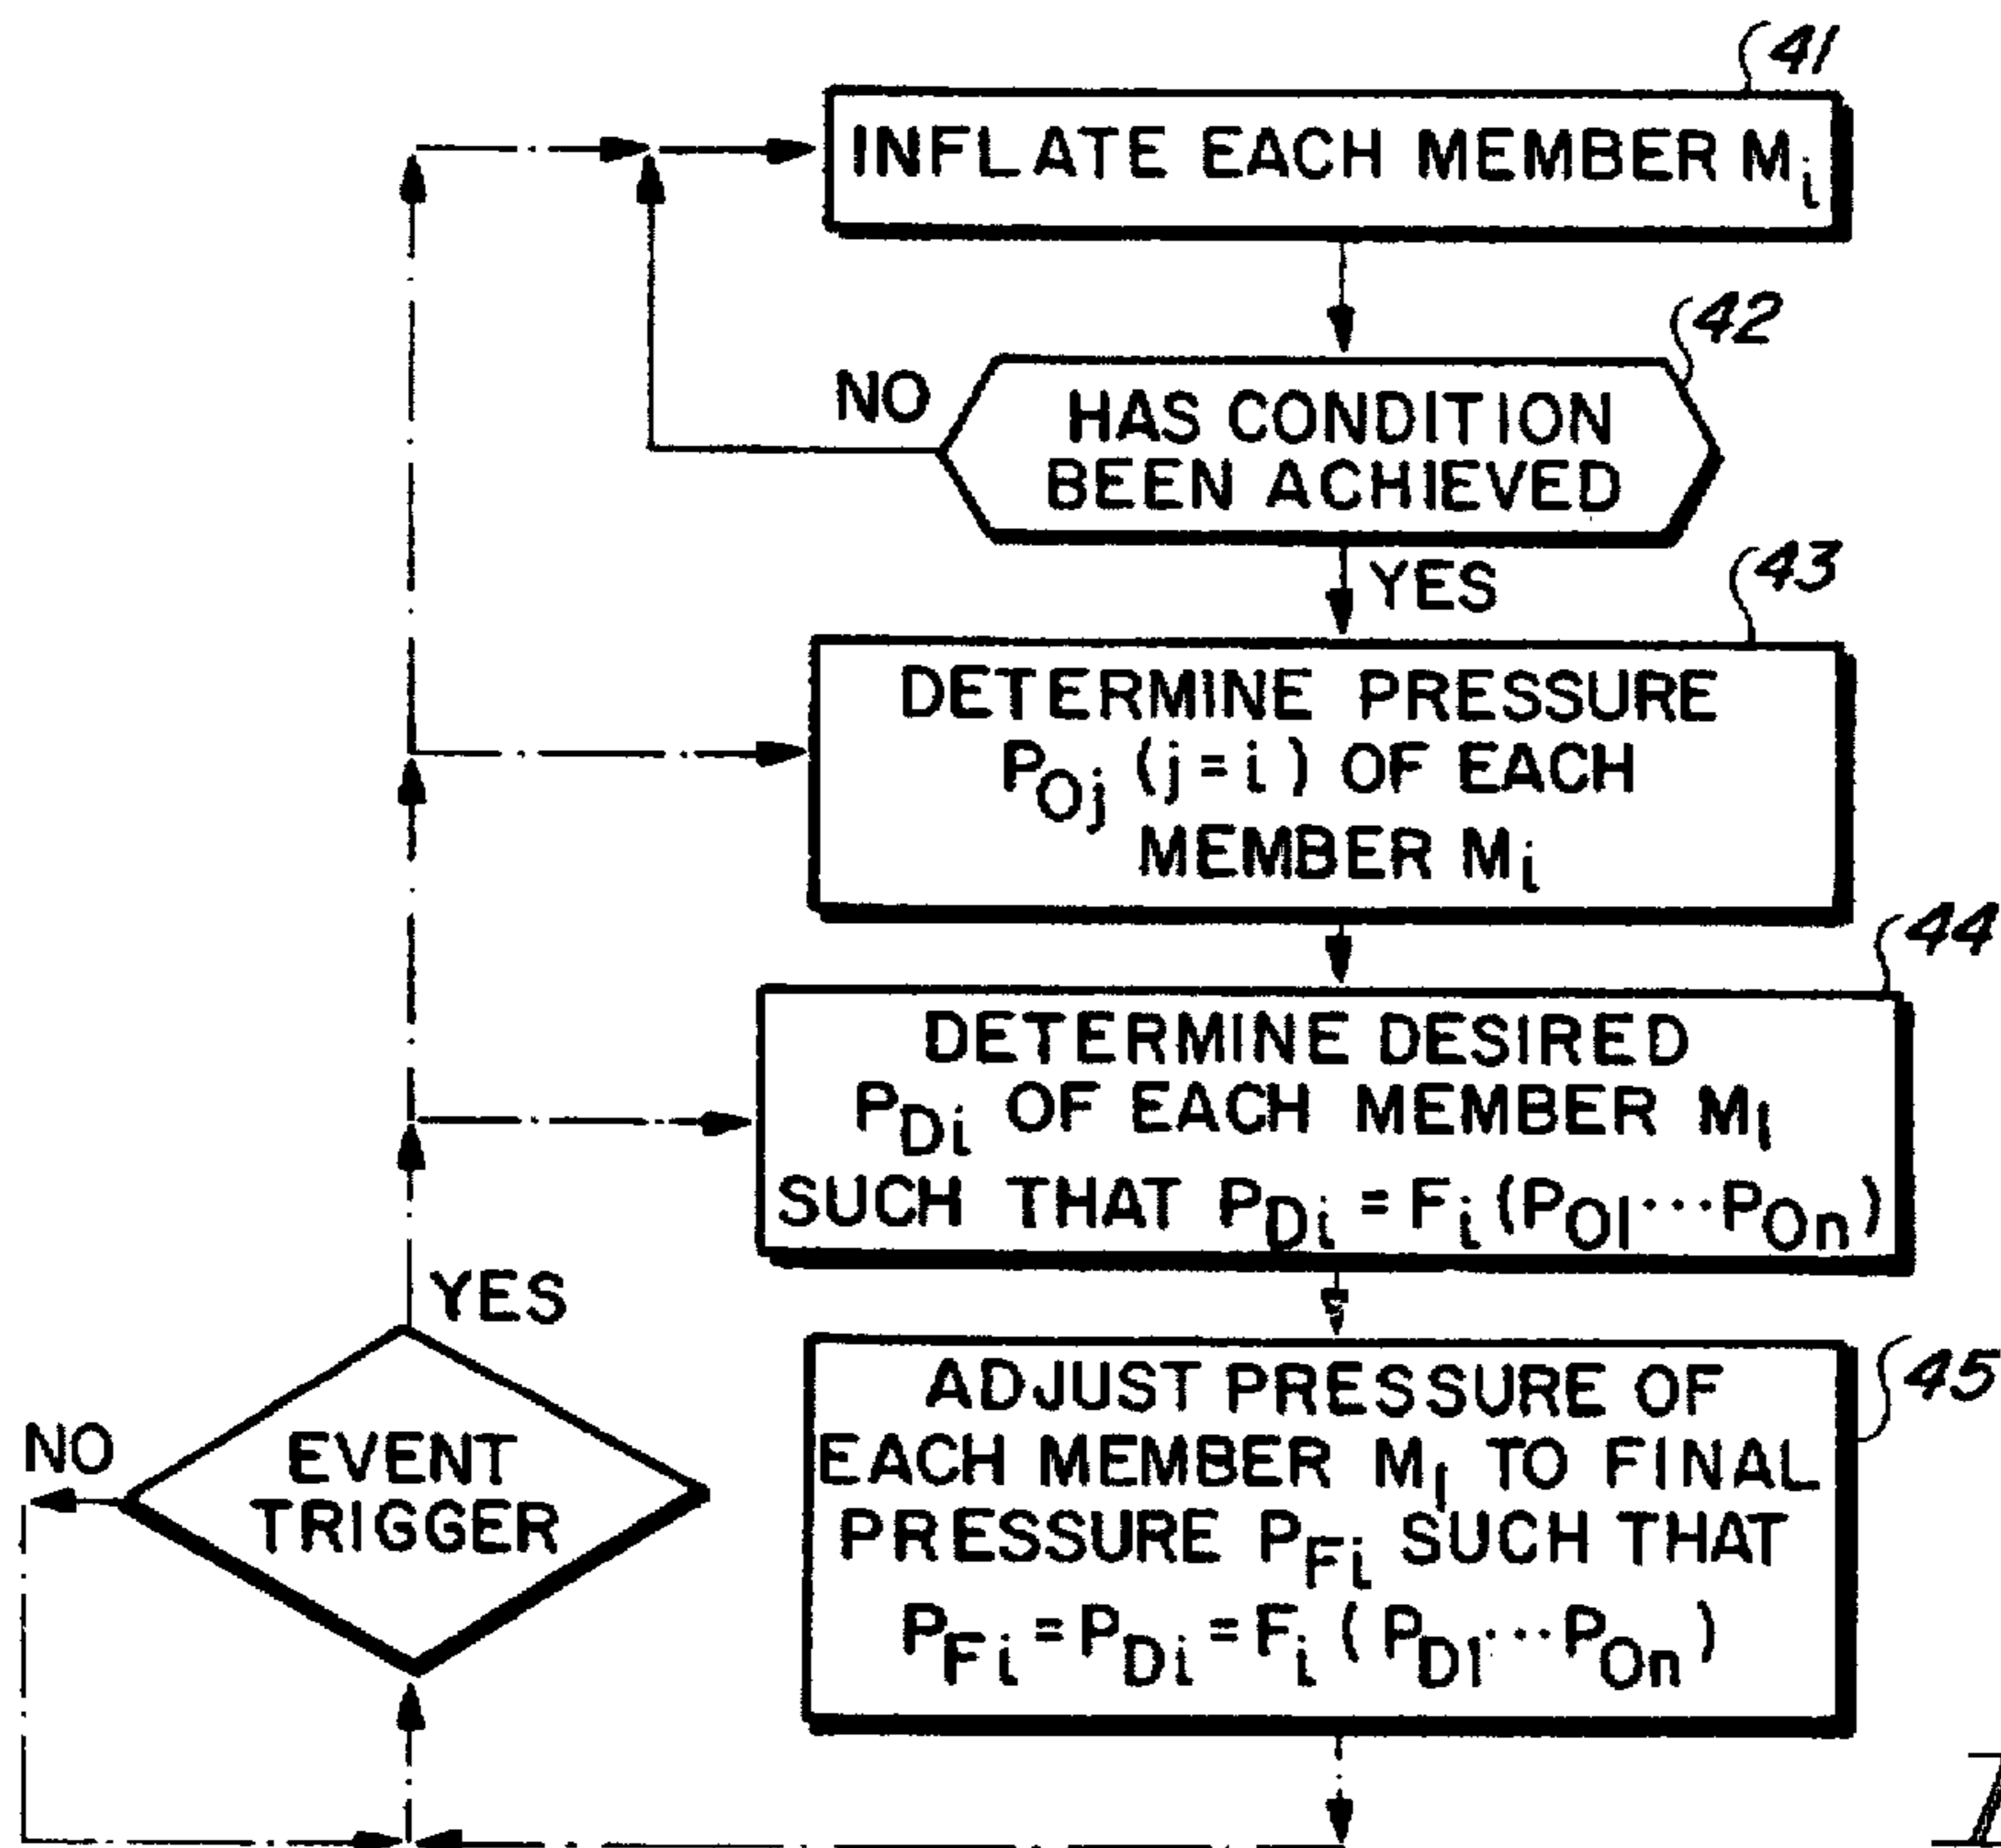 41
INFLATE EACH MEMBER Mi
42
NO
HAS CONDITION
BEEN ACHIEVED
YES
43
DETERMINE PRESSURE
POj (j=i) OF EACH
MEMBER Mi
44
DETERMINE DESIRED
PDi OF EACH MEMBER MI
SUCH THAT PDi = Fi (PO1···POn)
YES
45
ADJUST PRESSURE OF
EACH MEMBER MI TO FINAL
PRESSURE PFi SUCH THAT
PFi = PDi = Fi (PD1···POn)
NO
EVENT
TRIGGER